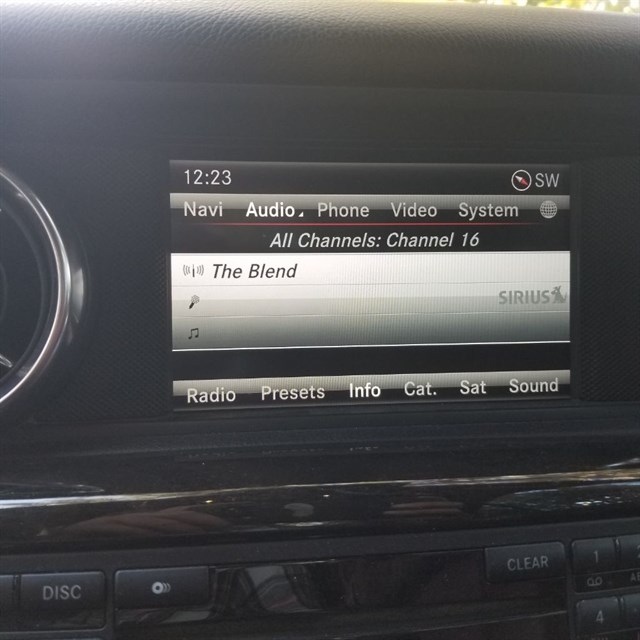 12:23 SW
Navi Audio Phone Video System
All Channels: Channel 16
The Blend
SIRIUS
Radio Presets Info Cat. Sat Sound
CLEAR 1
DISC
4